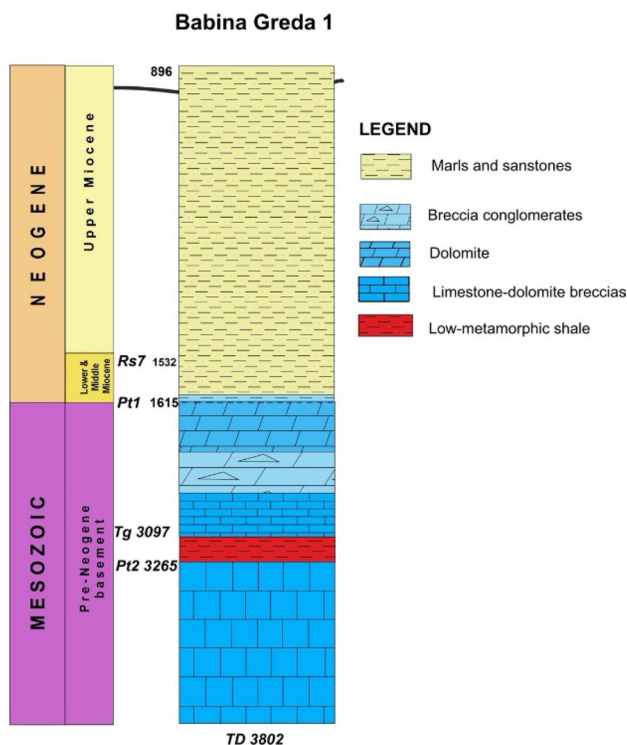 Babina Greda 1
896
NEOGENE
Upper Miocene
Lower &
Middle
Miocene
Rs7 1532
Pt1 1615
MESOZOIC
Pre-Neogene
basement
Tg 3097
Pt2 3265
TD 3802
LEGEND
Marls and sanstones
Breccia conglomerates
Dolomite
Limestone-dolomite breccias
Low-metamorphic shale